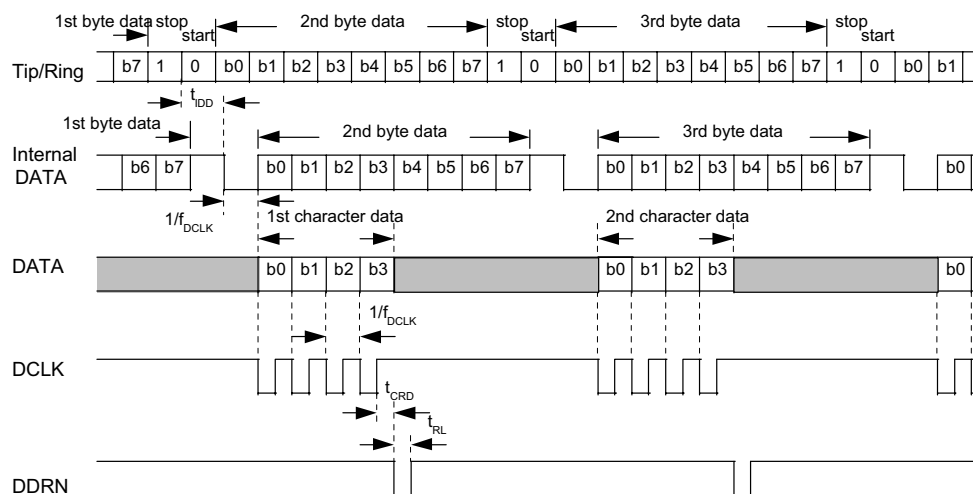 1st byte data stop start 2nd byte data stop start 3rd byte data stop start
Tip/Ring b7 1 0 b0 b1 b2 b3 b4 b5 b6 b7 1 0 b0 b1 b2 b3 b4 b5 b6 b7 1 0 b0 b1
tIDD
1st byte data 2nd byte data 3rd byte data
Internal DATA b6 b7 b0 b1 b2 b3 b4 b5 b6 b7 b0 b1 b2 b3 b4 b5 b6 b7 b0
1/fDCLK 1st character data 2nd character data
DATA b0 b1 b2 b3 b0 b1 b2 b3 b0
1/fDCLK
DCLK
tCRD
tRL
DDRN